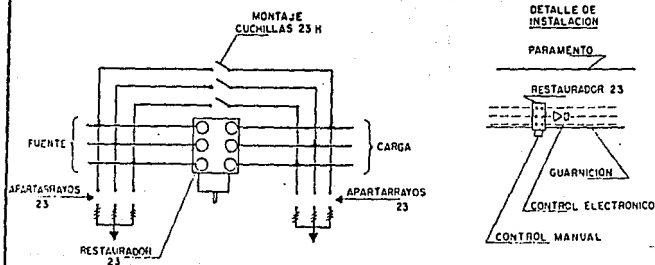 MONTAJE
CUCHILLAS 23 H
FUENTE
CARGA
APARTARRAYOS
23
APARTARRAYOS
23
RESTAURADOR
23
DETALLE DE
INSTALACION
PARAMENTO
RESTAURADOR 23
GUARNICION
CONTROL ELECTRONICO
CONTROL MANUAL